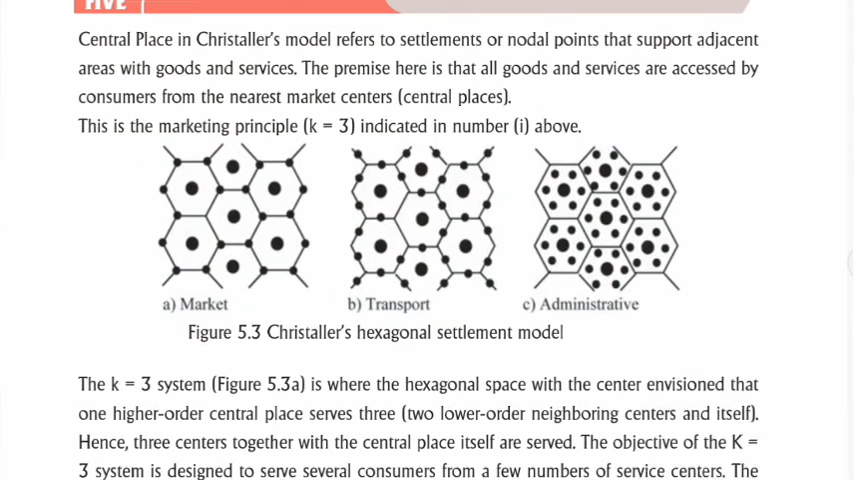 FIVE
Central Place in Christaller's model refers to settlements or nodal points that support adjacent
areas with goods and services. The premise here is that all goods and services are accessed by
consumers from the nearest market centers (central places).
This is the marketing principle (k = 3) indicated in number (i) above.
a) Market
b) Transport
c) Administrative
Figure 5.3 Christaller's hexagonal settlement model
The k = 3 system (Figure 5.3a) is where the hexagonal space with the center envisioned that
one higher-order central place serves three (two lower-order neighboring centers and itself).
Hence, three centers together with the central place itself are served. The objective of the K =
3 system is designed to serve several consumers from a few numbers of service centers. The